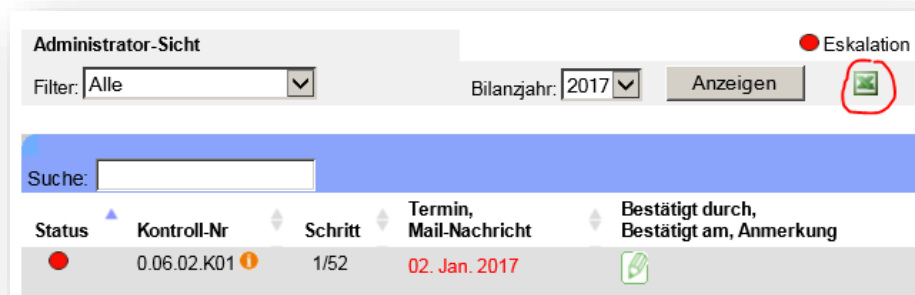 Administrator-Sicht Eskalation
Filter: Alle Bilanzjahr: 2017 Anzeigen
Suche:
Status Kontroll-Nr Schritt Termin, Mail-Nachricht Bestätigt durch, Bestätigt am, Anmerkung
0.06.02.K01 1/52 02. Jan. 2017